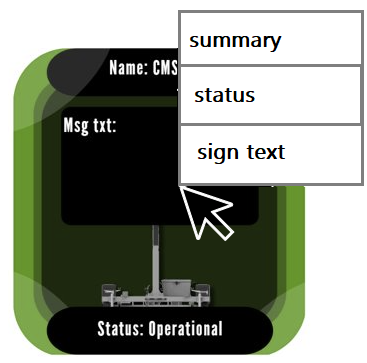 Name: CMS
summary
status
Msg txt:
sign text
Status: Operational